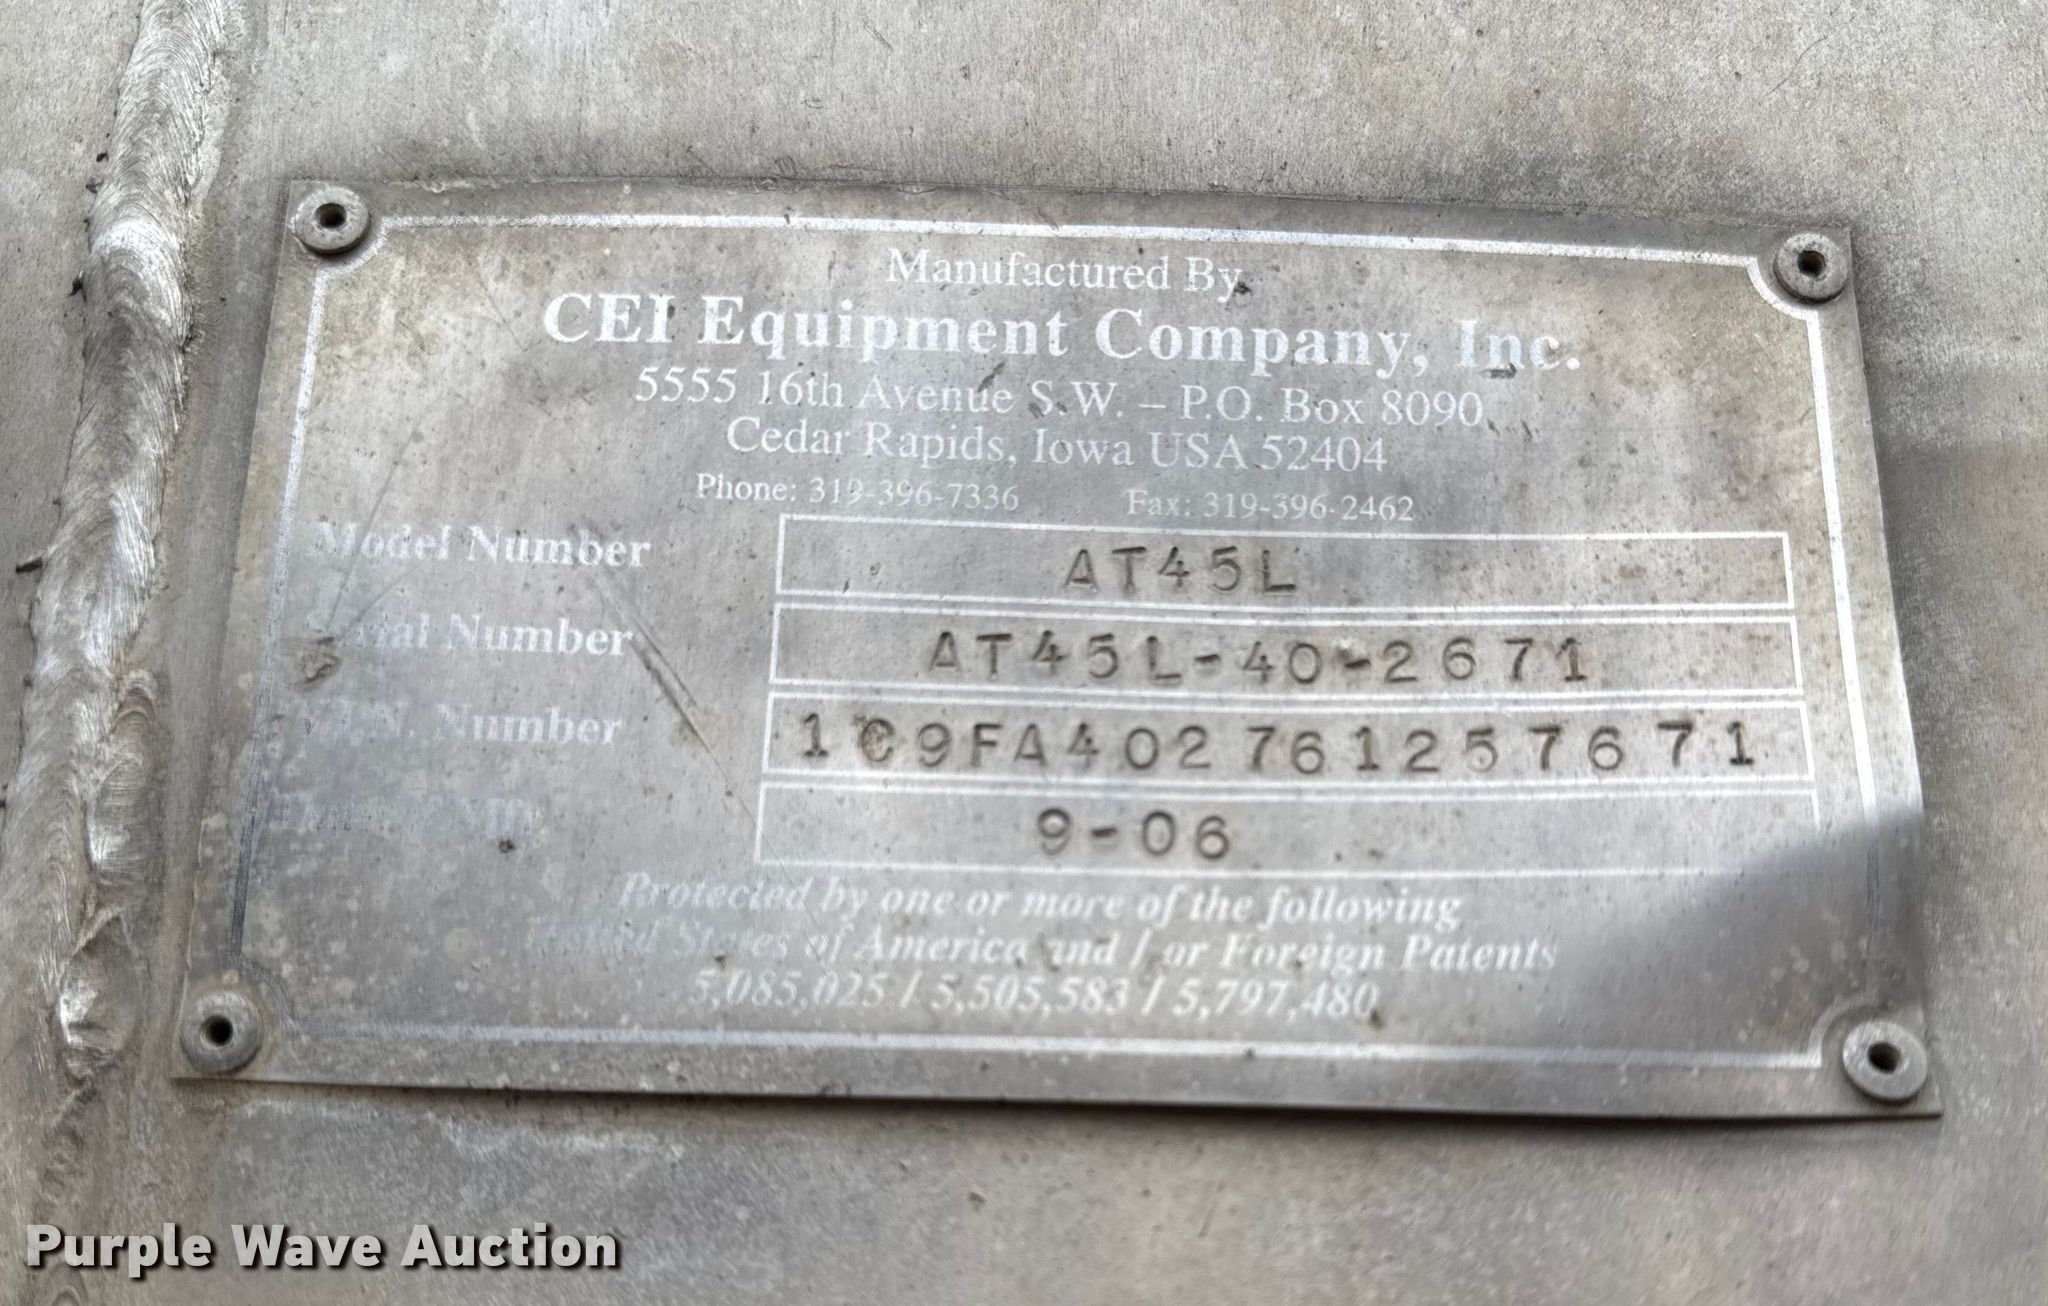 Manufactured By
CEI Equipment Company, Inc.
5555 16th Avenue S.W. – P.O. Box 8090
Cedar Rapids, Iowa USA 52404
Phone: 319-396-7336 Fax: 319-396-2462
Model Number AT45L
Serial Number AT45L-40-2671
V.I.N. Number 1C9FA402761257671
9-06
Protected by one or more of the following
United States of America and / or Foreign Patents
5,085,025 / 5,505,583 / 5,797,480
Purple Wave Auction